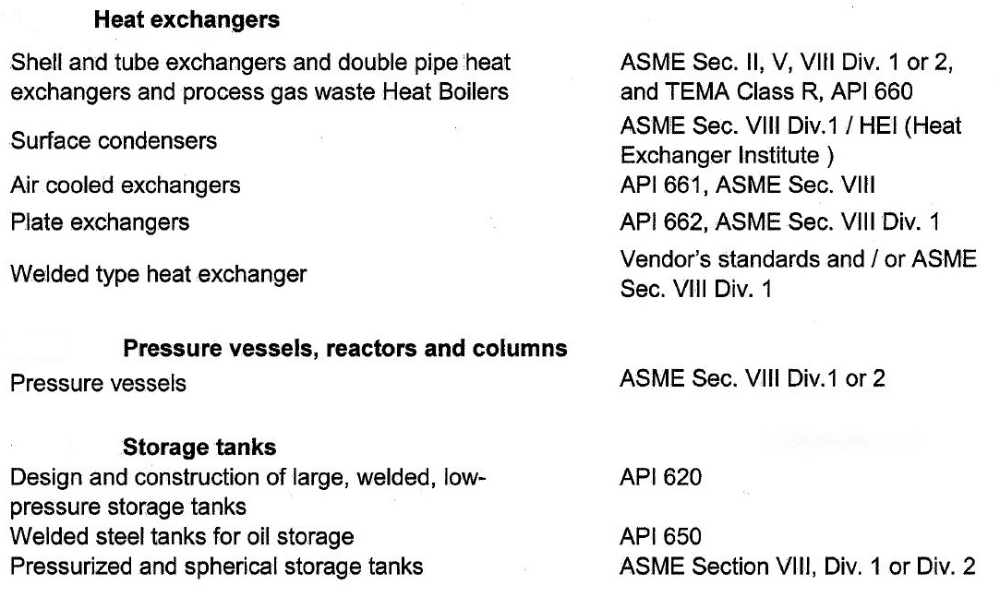 Heat exchangers
Shell and tube exchangers and double pipe heat
exchangers and process gas waste Heat Boilers
ASME Sec. II, V, VIII Div. 1 or 2,
and TEMA Class R, API 660
Surface condensers
ASME Sec. VIII Div.1 / HEI (Heat
Exchanger Institute )
Air cooled exchangers
API 661, ASME Sec. VIII
Plate exchangers
API 662, ASME Sec. VIII Div. 1
Welded type heat exchanger
Vendor's standards and / or ASME
Sec. VIII Div. 1
Pressure vessels, reactors and columns
Pressure vessels
ASME Sec. VIII Div.1 or 2
Storage tanks
Design and construction of large, welded, low-
pressure storage tanks
API 620
Welded steel tanks for oil storage
API 650
Pressurized and spherical storage tanks
ASME Section VIII, Div. 1 or Div. 2